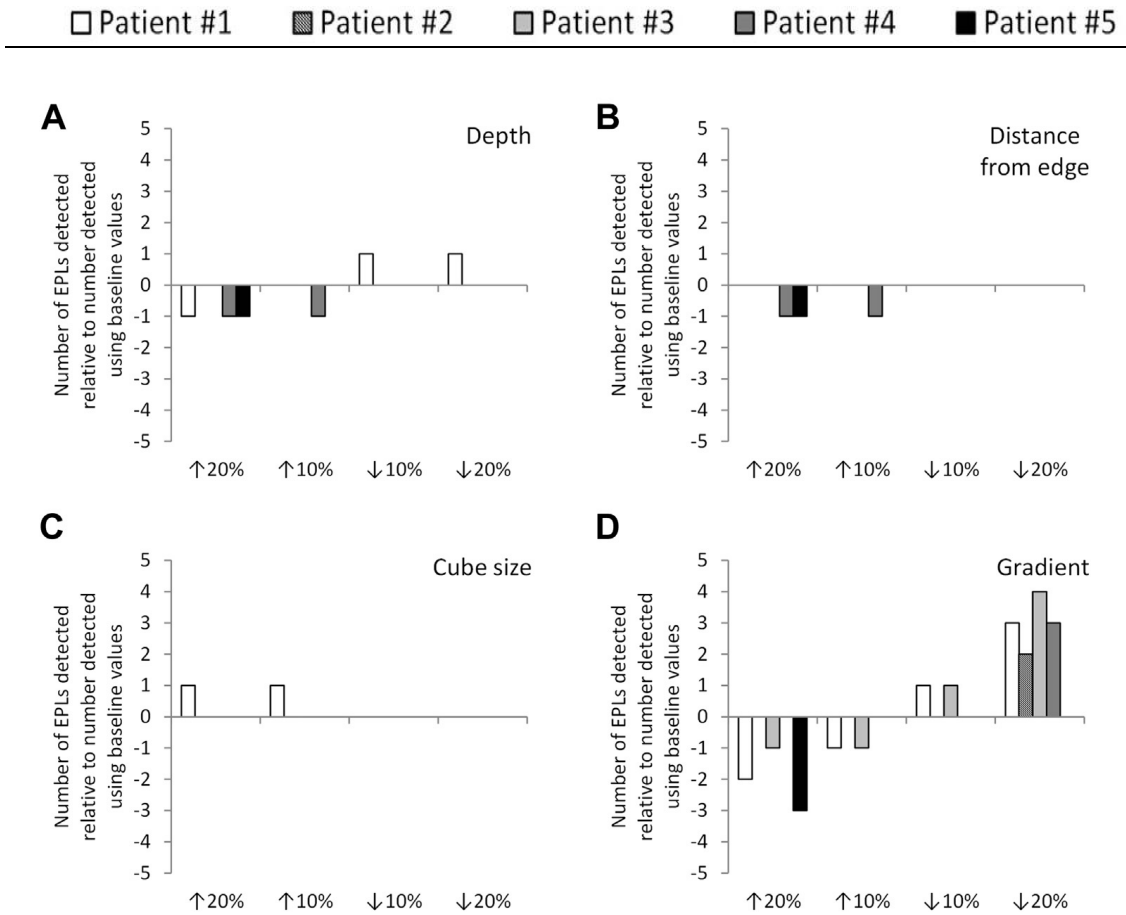 Patient #1 Patient #2 Patient #3 Patient #4 Patient #5
A
Depth
Number of EPLs detected
relative to number detected
using baseline values
5
4
3
2
1
0
-1
-2
-3
-4
-5
↑20% ↑10% ↓10% ↓20%
B
Distance
from edge
Number of EPLs detected
relative to number detected
using baseline values
5
4
3
2
1
0
-1
-2
-3
-4
-5
↑20% ↑10% ↓10% ↓20%
C
Cube size
Number of EPLs detected
relative to number detected
using baseline values
5
4
3
2
1
0
-1
-2
-3
-4
-5
↑20% ↑10% ↓10% ↓20%
D
Gradient
Number of EPLs detected
relative to number detected
using baseline values
5
4
3
2
1
0
-1
-2
-3
-4
-5
↑20% ↑10% ↓10% ↓20%